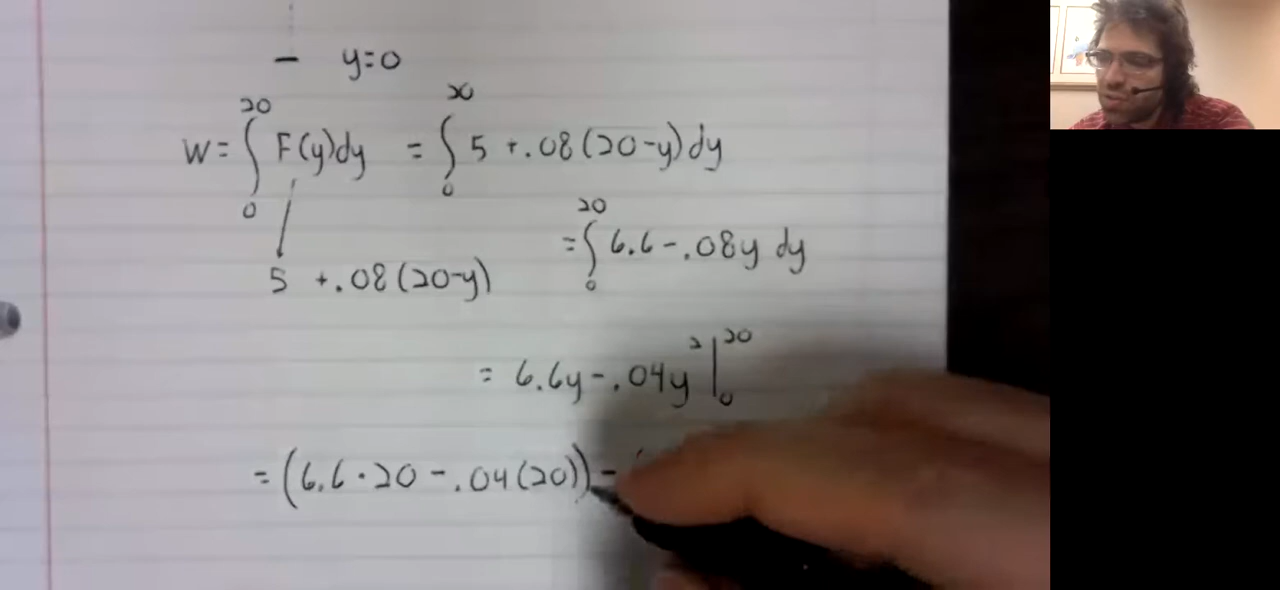 — y=0
W = ∫₀²⁰ F(y)dy = ∫₀²⁰ 5 + .08(20-y)dy
5 + .08(20-y)
= ∫₀²⁰ 6.6 - .08y dy
= 6.6y - .04y² |₀²⁰
= (6.6 · 20 - .04(20)) -